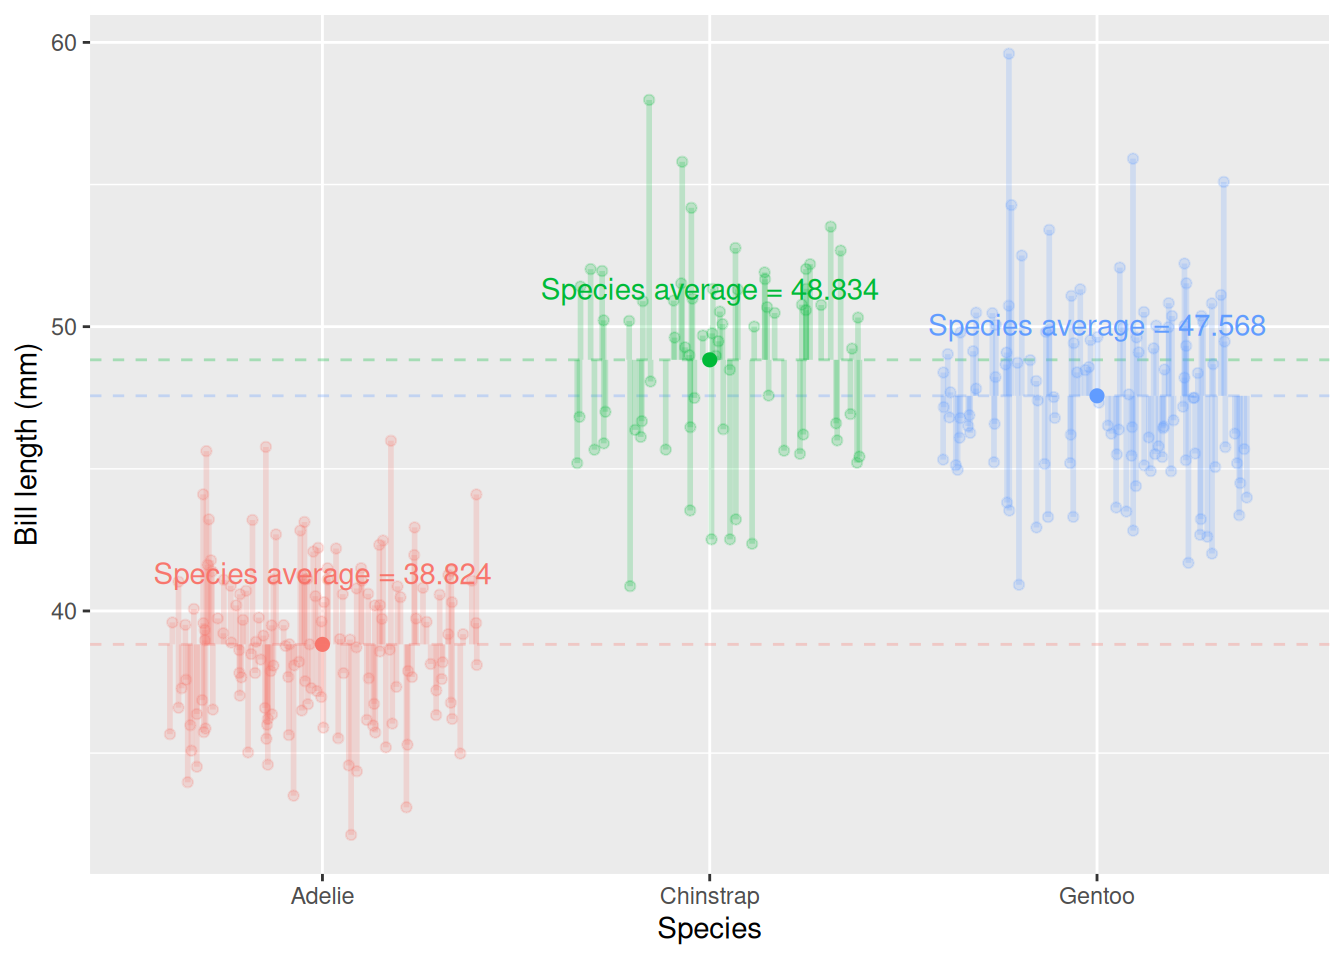 60
50
40
Bill length (mm)
Species average = 48.834
Species average = 47.568
Species average = 38.824
Adelie
Chinstrap
Gentoo
Species